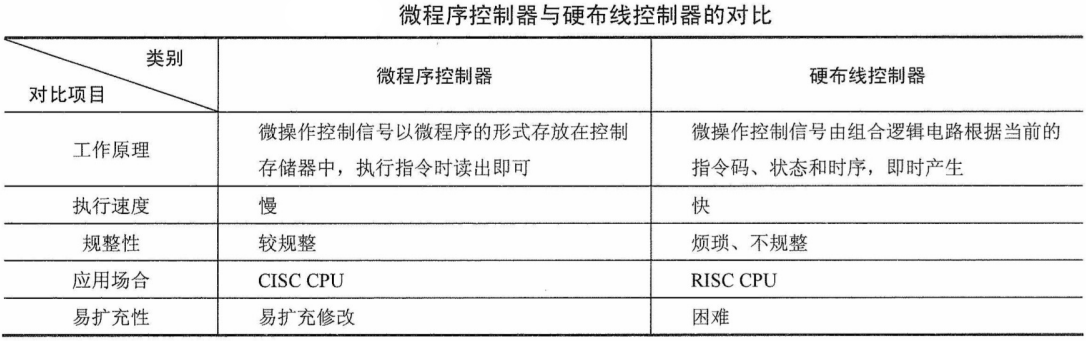 微程序控制器与硬布线控制器的对比
类别
对比项目
微程序控制器
硬布线控制器
工作原理
微操作控制信号以微程序的形式存放在控制
存储器中，执行指令时读出即可
微操作控制信号由组合逻辑电路根据当前的
指令码、状态和时序，即时产生
执行速度
慢
快
规整性
较规整
烦琐、不规整
应用场合
CISC CPU
RISC CPU
易扩充性
易扩充修改
困难